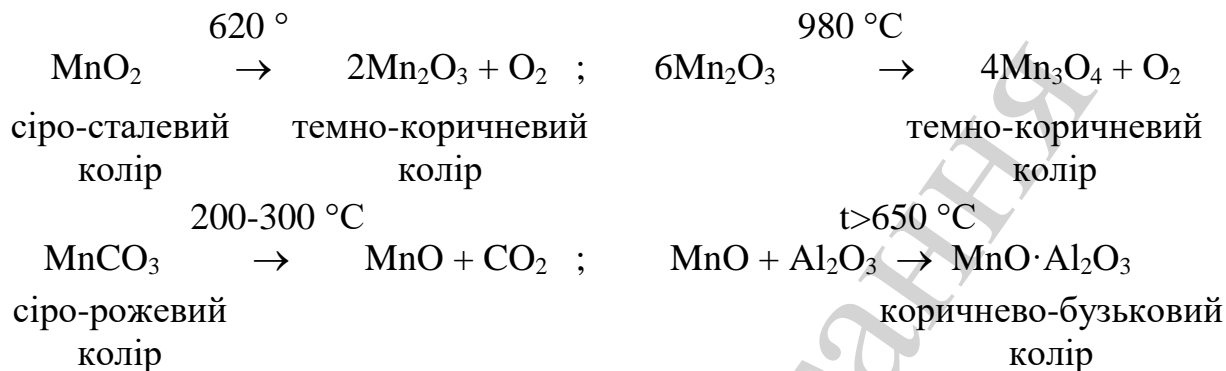 620 ° 980 °C
MnO₂ → 2Mn₂O₃ + O₂ ; 6Mn₂O₃ → 4Mn₃O₄ + O₂
сіро-сталевий темно-коричневий темно-коричневий
колір колір колір
200-300 °C t>650 °C
MnCO₃ → MnO + CO₂ ; MnO + Al₂O₃ → MnO·Al₂O₃
сіро-рожевий коричнево-бузьковий
колір колір